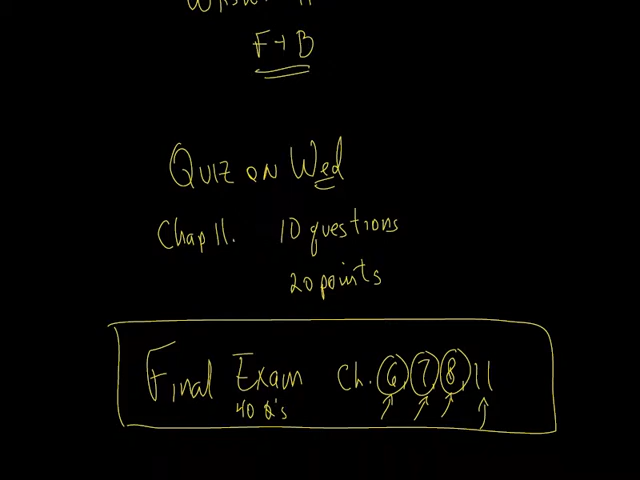 F+B
Quiz on Wed
Chap 11. 10 questions
20 points
Final Exam Ch. 6 7 8 11
40 Q's